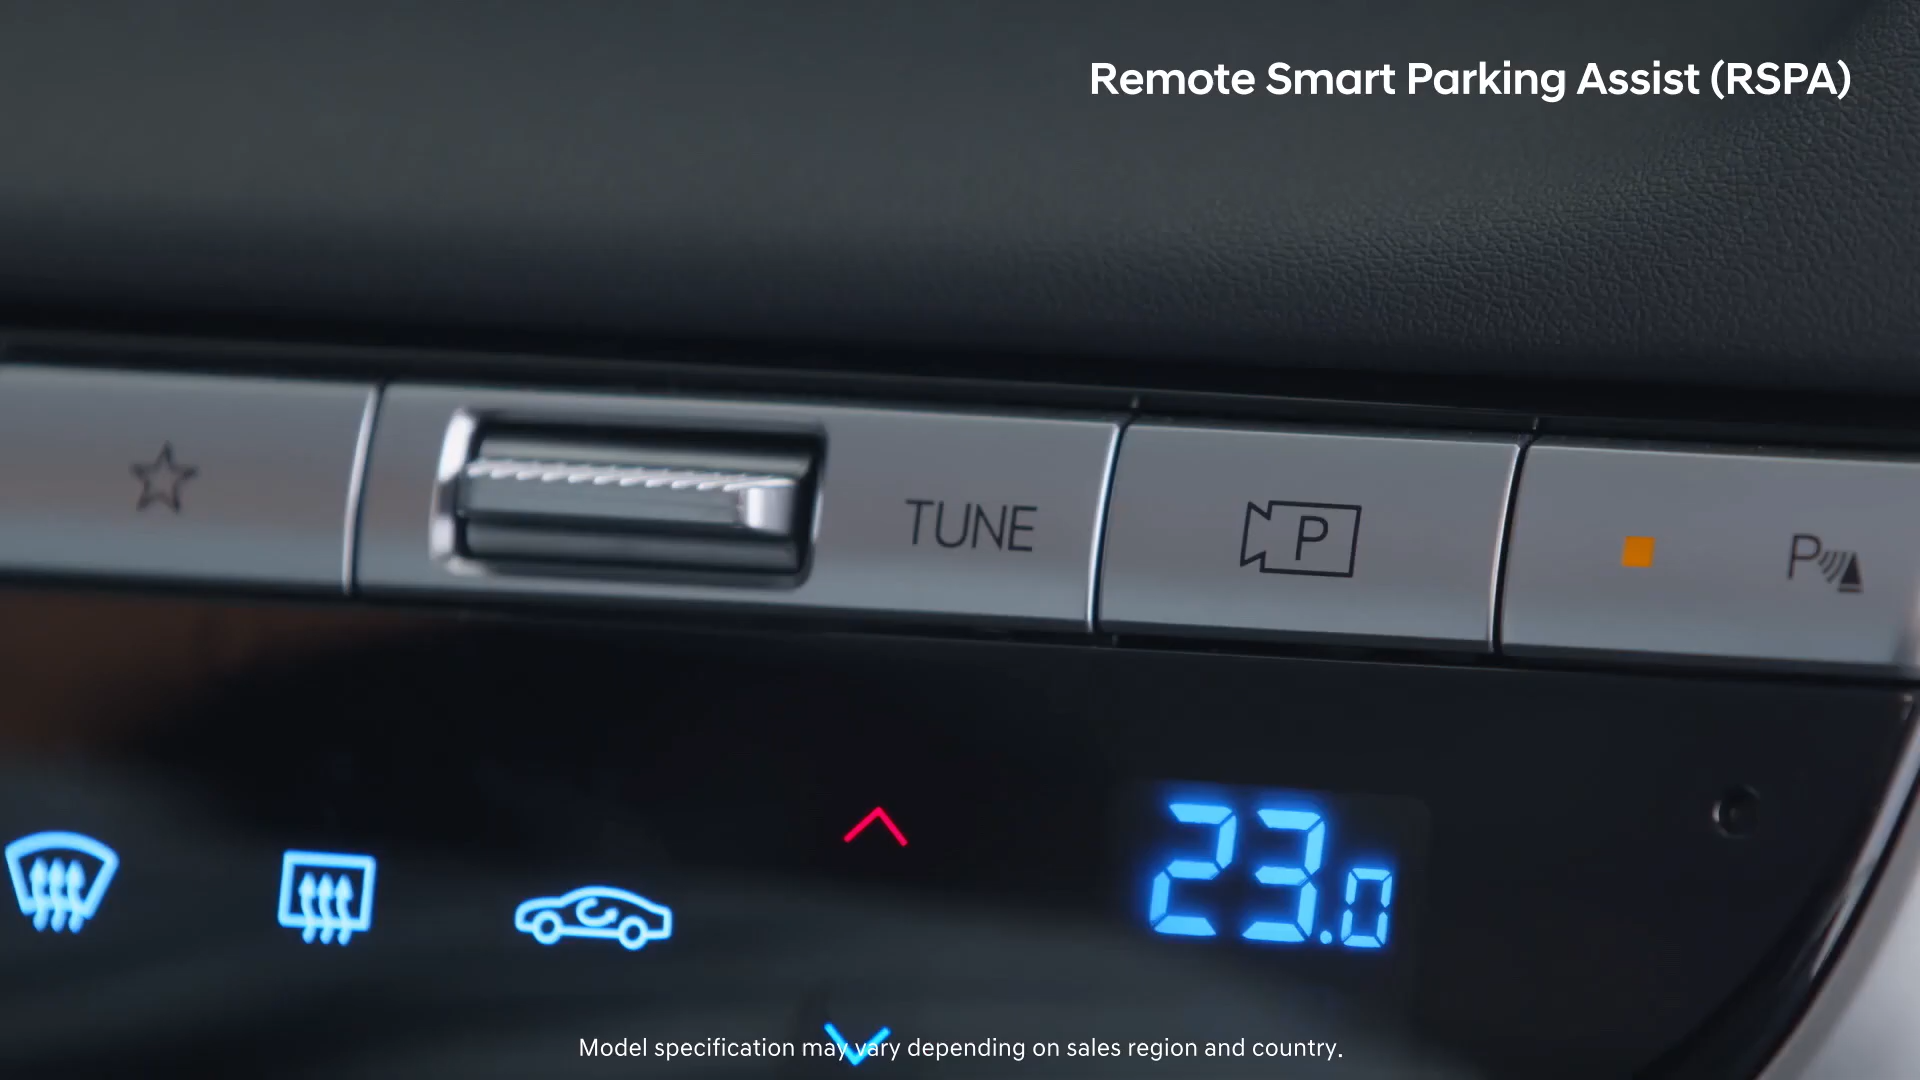 Remote Smart Parking Assist (RSPA)
TUNE
P
P
23.0
Model specification may vary depending on sales region and country.